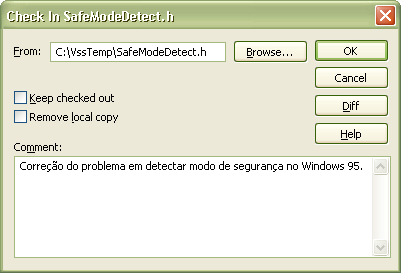 Check In SafeModeDetect.h
From: C:\VssTemp\SafeModeDetect.h Browse... OK
Cancel
Keep checked out
Diff
Remove local copy
Help
Comment:
Correção do problema em detectar modo de segurança no Windows 95.